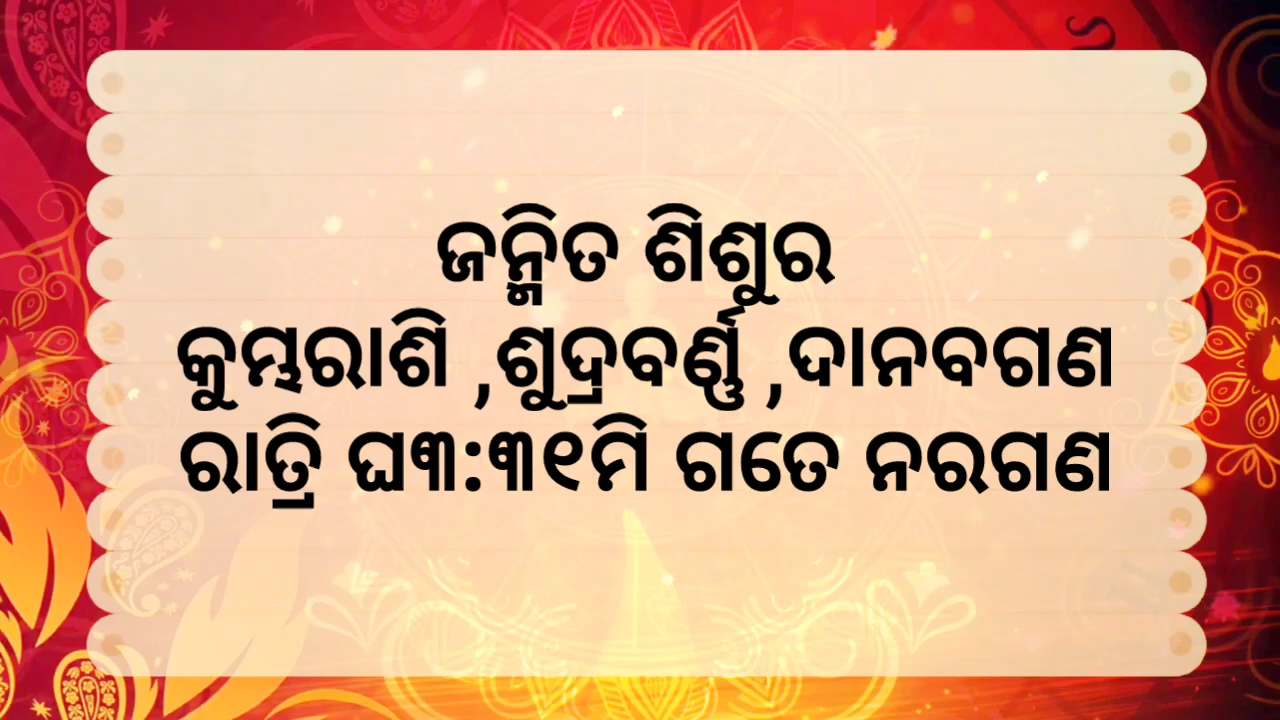 ଜନ୍ମିତ ଶିଶୁର
କୁମ୍ଭରାଶି ,ଶୁଦ୍ରବର୍ଣ୍ଣ ,ଦାନବଗଣ
ରାତ୍ରି ଘ୩:୩୧ମି ଗତେ ନରଗଣ